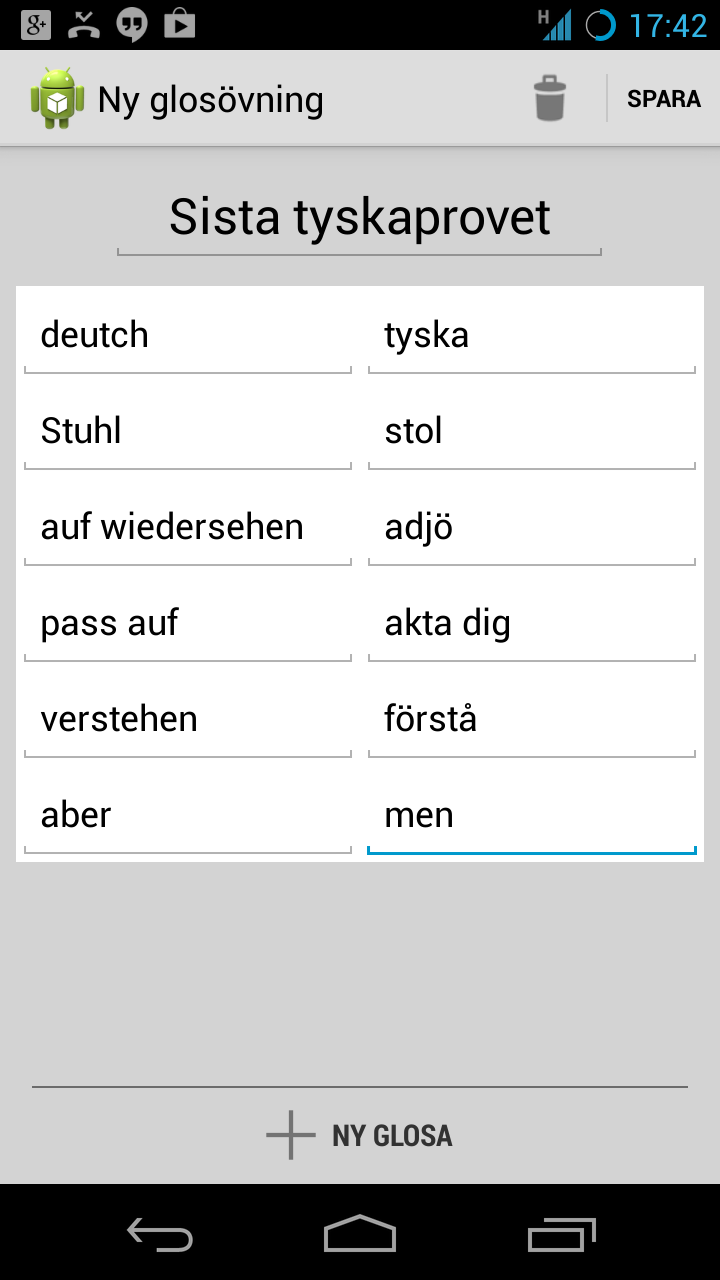 H 17:42
Ny glosövning SPARA
Sista tyskaprovet
deutch tyska
Stuhl stol
auf wiedersehen adjö
pass auf akta dig
verstehen förstå
aber men
NY GLOSA